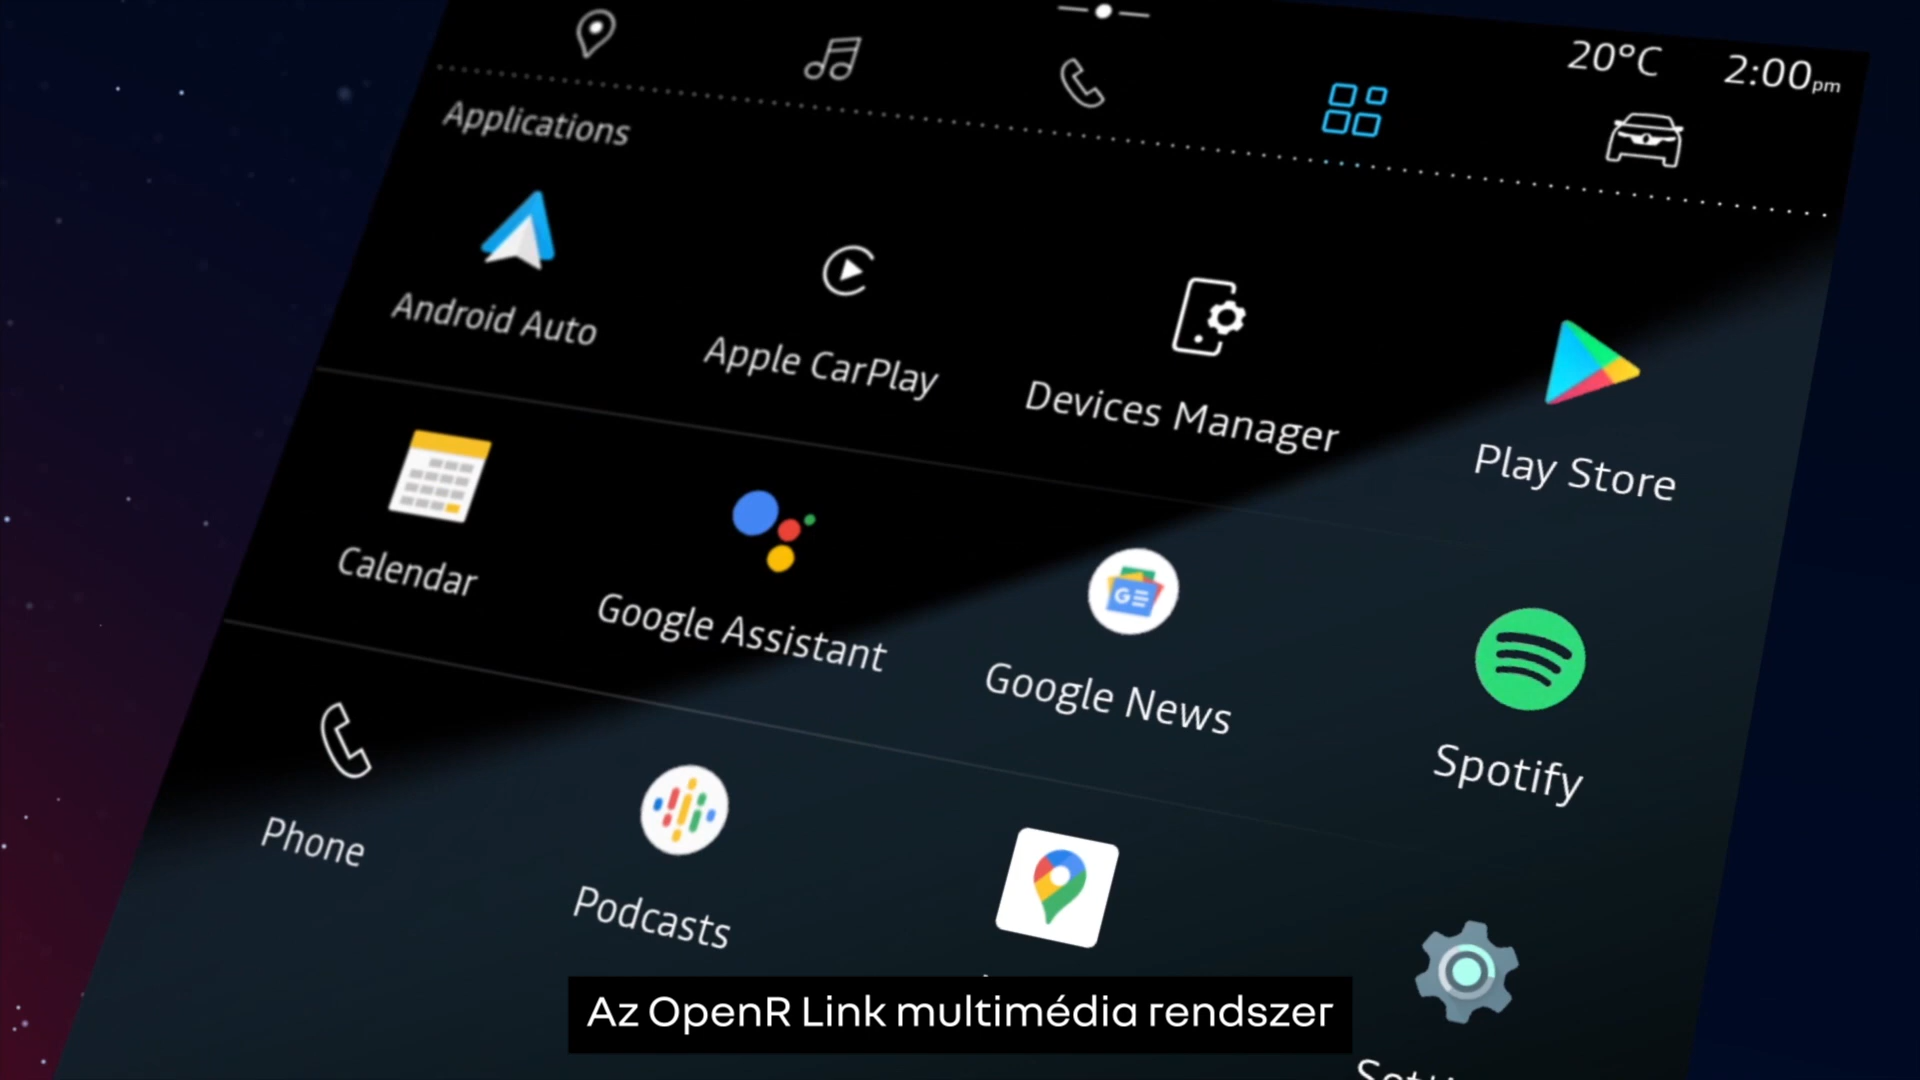 20°C 2:00pm
Applications
Android Auto
Apple CarPlay
Devices Manager
Play Store
Calendar
Google Assistant
Google News
Spotify
Phone
Podcasts
Az OpenR Link multimédia rendszer